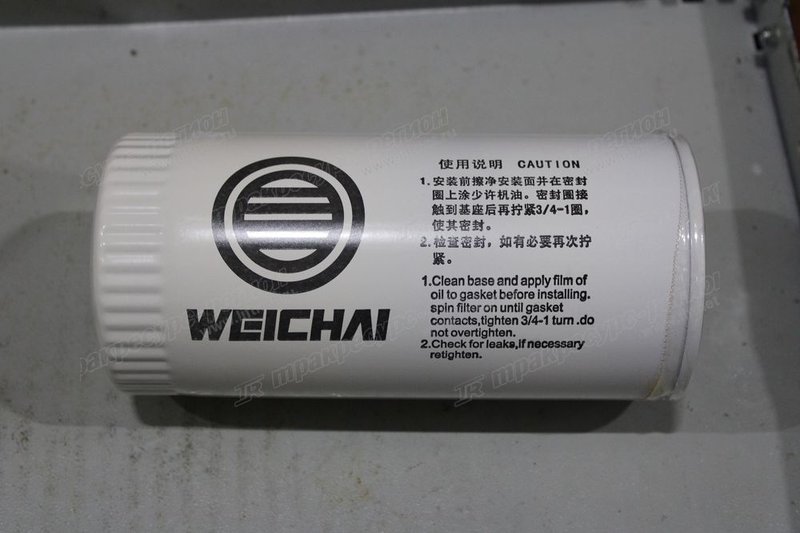 WEICHAI
使用说明 CAUTION
1.安装前擦净安装面并在密封
圈上涂少许机油。密封圈接
触到基座后再拧紧3/4-1圈,
使其密封。
2.检查密封,如有必要再次拧
紧。
1.Clean base and apply film of
oil to gasket before installing.
spin filter on until gasket
contacts,tighten 3/4-1 turn .do
not overtighten.
2.Check for leaks,if necessary
retighten.